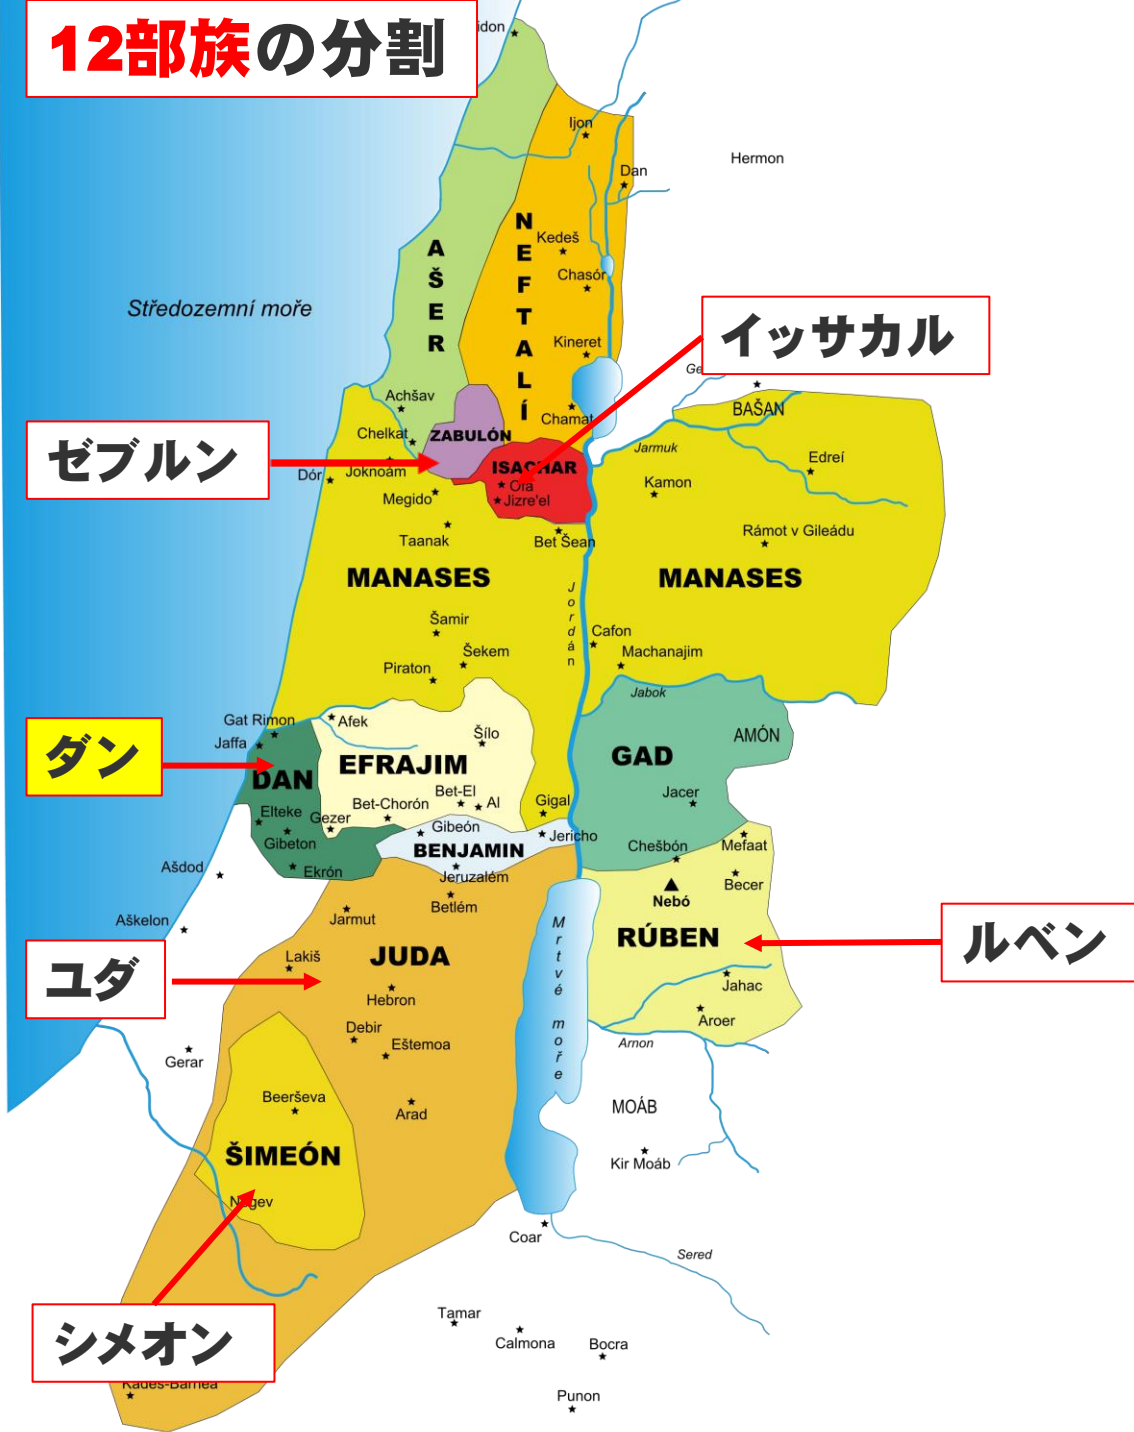 12部族の分割
idon
Ijon
Dan
Hermon
NEFTALÍ
Kedeš
AŠER
Chasór
Středozemní moře
イッサカル
Kineret
Achšav
BAŠAN
Chamat
Chelkat
ZABULÓN
ゼブルン
Jarmuk
Edreí
Joknoám
ISACHAR
Dór
Ofra
Kamon
Megido
Jizre'el
Rámot v Gileádu
Taanak
Bet Šean
MANASES
MANASES
Jordán
Šamir
Cafon
Šekem
Machanajim
Piraton
Jabok
Gat Rimon
Afek
Jaffa
Šílo
AMÓN
ダン
DAN
EFRAJIM
GAD
Bet-El
Jacer
Bet-Chorón
Al
Gigal
Elteke
Gezer
Gibeón
Jericho
Gibeton
BENJAMIN
Chešbón
Mefaat
Ašdod
Ekrón
Jeruzalém
Becer
Nebó
Betlém
Jarmut
Aškelon
Mrtvé moře
RÚBEN
ルベン
JUDA
Lakiš
ユダ
Hebron
Jahac
Debir
Aroer
Eštemoa
Arnon
Gerar
Beerševa
Arad
MOÁB
ŠIMEÓN
Kir Moáb
Negev
Coar
Sered
Tamar
シメオン
Calmona
Bocra
Kádeš-Barnea
Punon